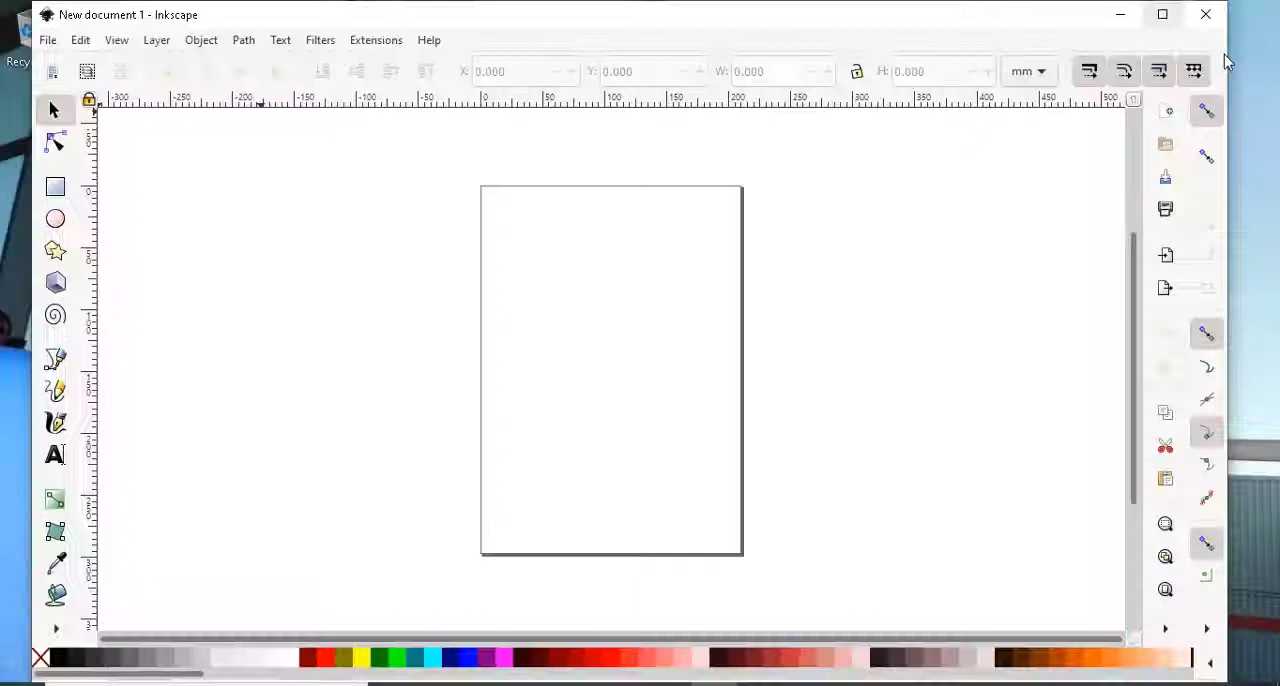 New document 1 - Inkscape
Recy
File Edit View Layer Object Path Text Filters Extensions Help
X: 0.000 Y: 0.000 W: 0.000 H: 0.000 mm
-300 -250 -200 -150 -100 -50 0 50 100 150 200 250 300 350 400 450 500